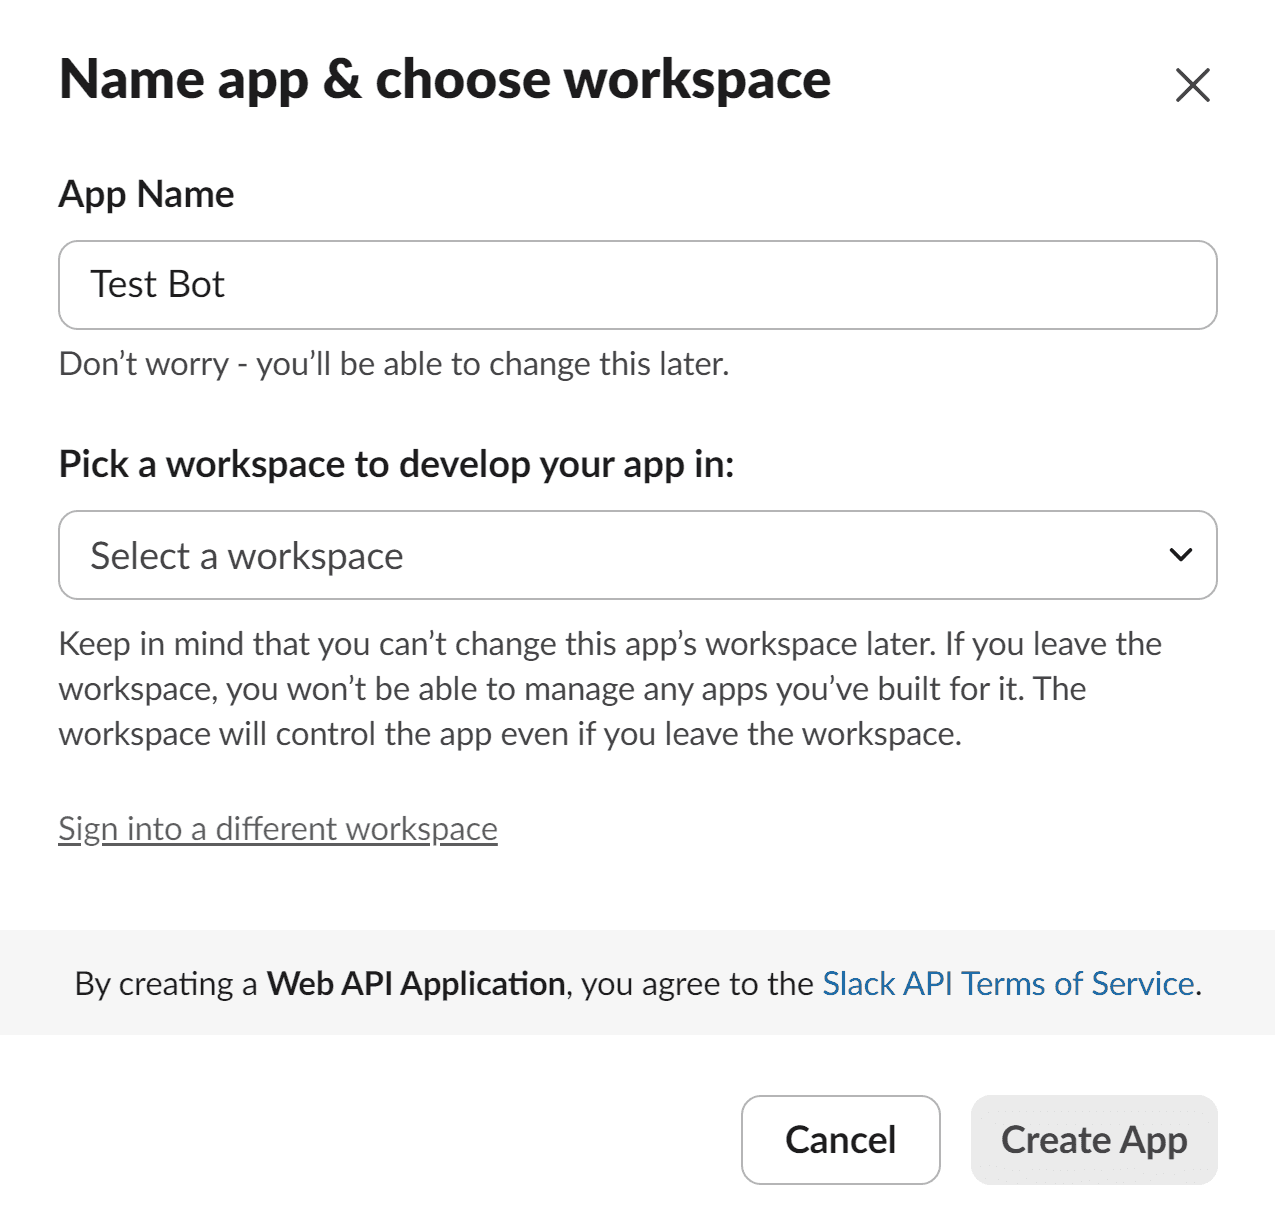 Name app & choose workspace
App Name
Test Bot
Don’t worry - you’ll be able to change this later.
Pick a workspace to develop your app in:
Select a workspace
Keep in mind that you can’t change this app’s workspace later. If you leave the
workspace, you won’t be able to manage any apps you’ve built for it. The
workspace will control the app even if you leave the workspace.
Sign into a different workspace
By creating a Web API Application, you agree to the Slack API Terms of Service.
Cancel
Create App